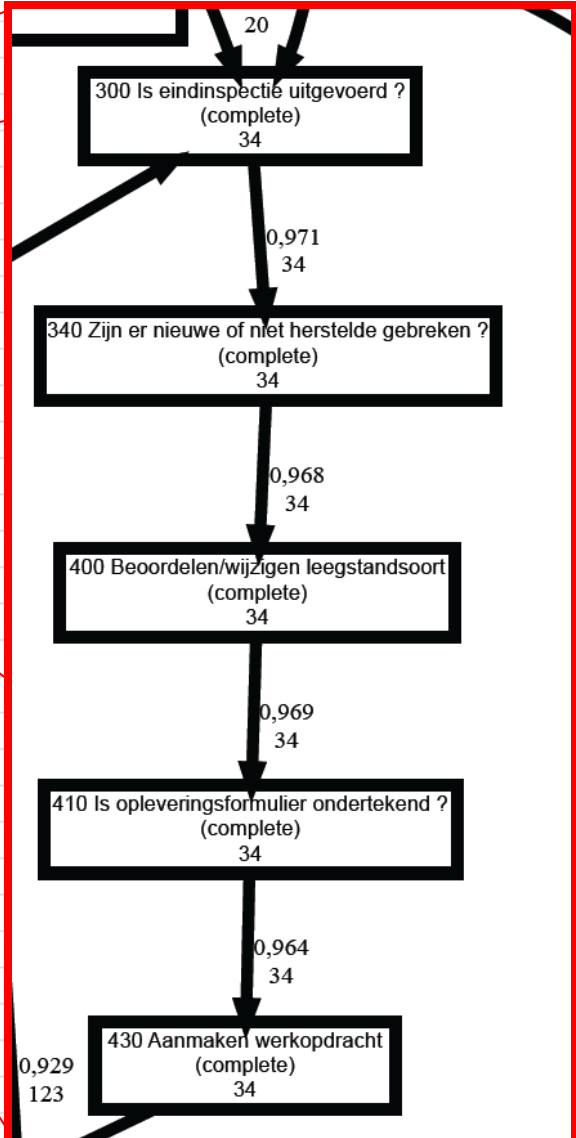 20
300 Is eindinspectie uitgevoerd ?
(complete)
34
0,971
34
340 Zijn er nieuwe of niet herstelde gebreken ?
(complete)
34
0,968
34
400 Beoordelen/wijzigen leegstandsoort
(complete)
34
0,969
34
410 Is opleveringsformulier ondertekend ?
(complete)
34
0,964
34
430 Aanmaken werkopdracht
(complete)
34
0,929
123